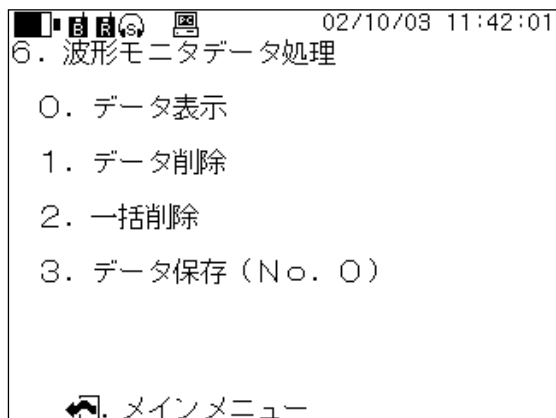 02/10/03 11:42:01
6．波形モニタデータ処理
0．データ表示
1．データ削除
2．一括削除
3．データ保存（No．0）
．メインメニュー